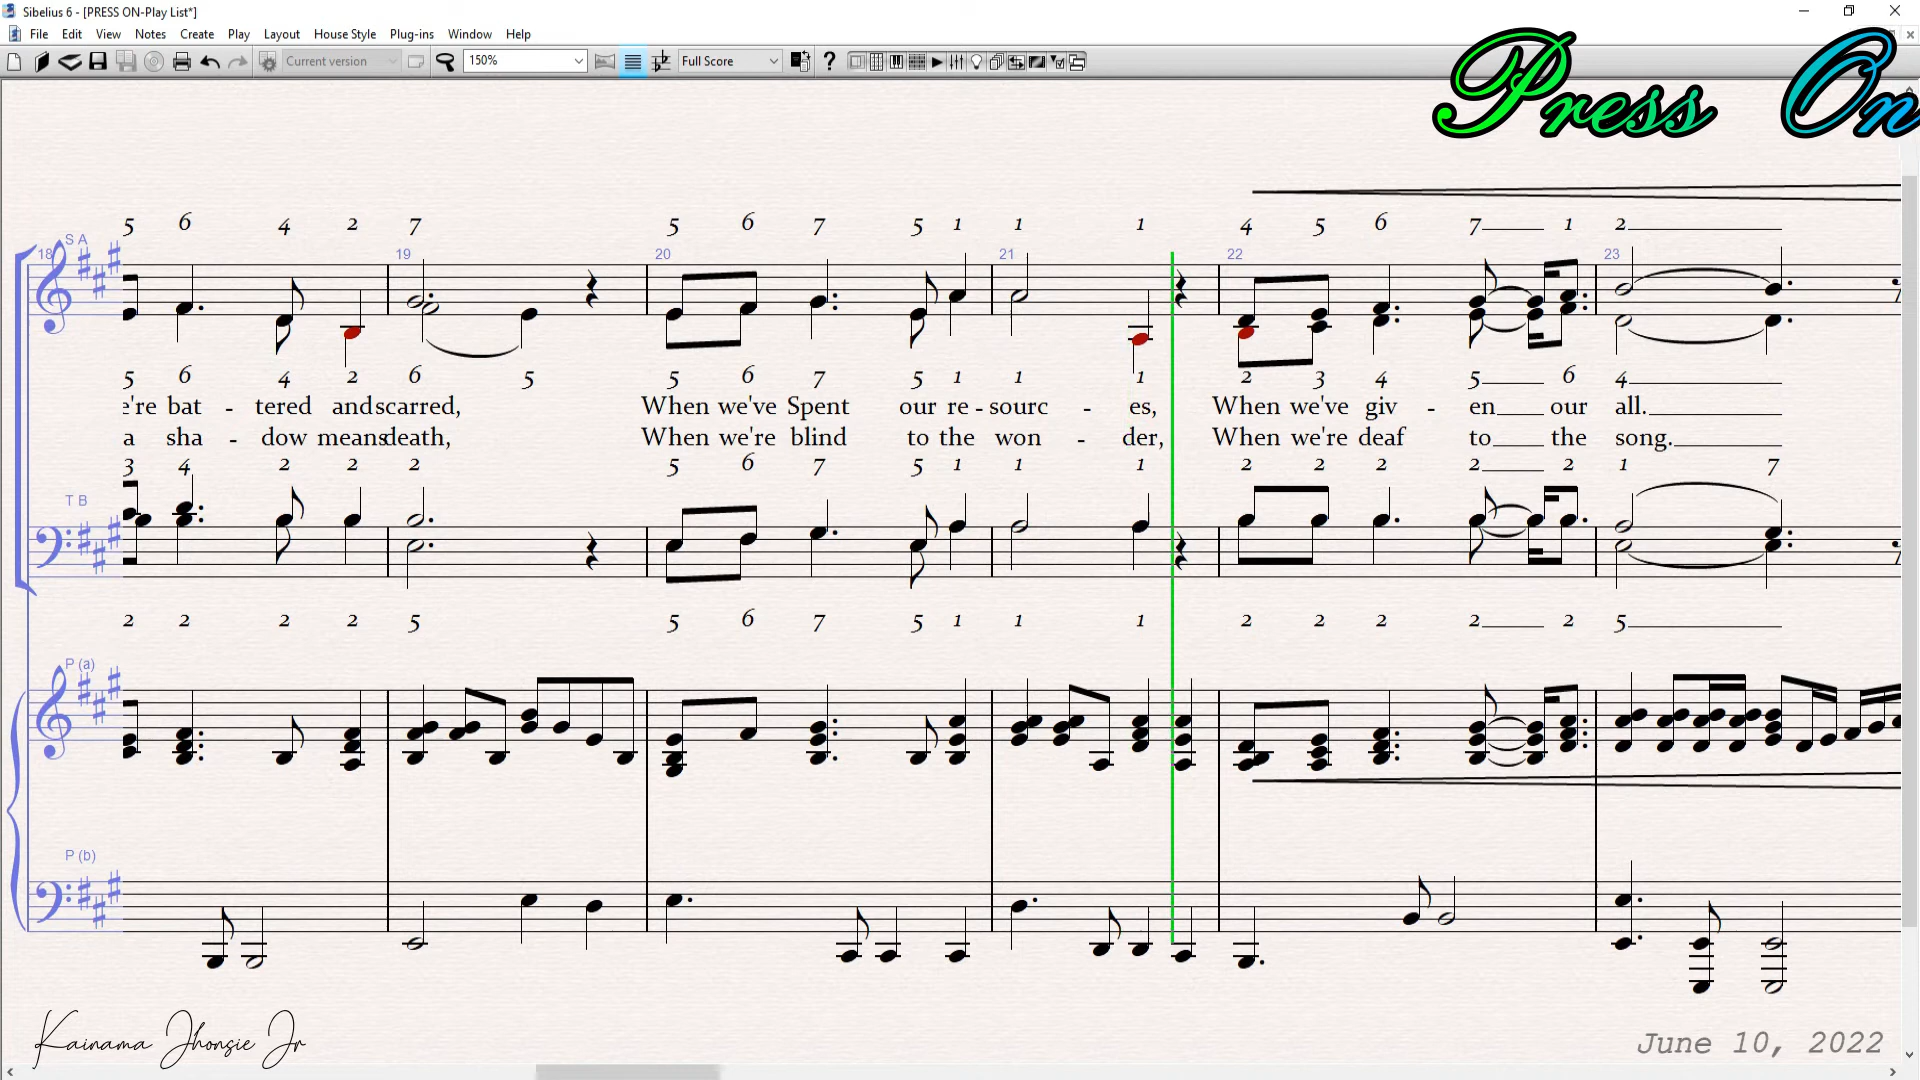 Sibelius 6 - [PRESS ON-Play List*]
File Edit View Notes Create Play Layout House Style Plug-ins Window Help
Current version 150% Full Score
Press On
5 6 4 2 7 5 6 7 5 1 1 1 4 5 6 7 1 2
S A
18 19 20 21 22 23
5 6 4 2 6 5 5 6 7 5 1 1 1 2 3 4 5 6 4
e're bat - tered and scarred, When we've Spent our re - sourc - es, When we've giv - en our all.
a sha - dow means death, When we're blind to the won - der, When we're deaf to the song.
3 4 2 2 2 5 6 7 5 1 1 1 2 2 2 2 2 1 7
T B
2 2 2 2 5 5 6 7 5 1 1 1 2 2 2 2 2 5
P (a)
P (b)
Kainama Jhonsie Jr
June 10, 2022